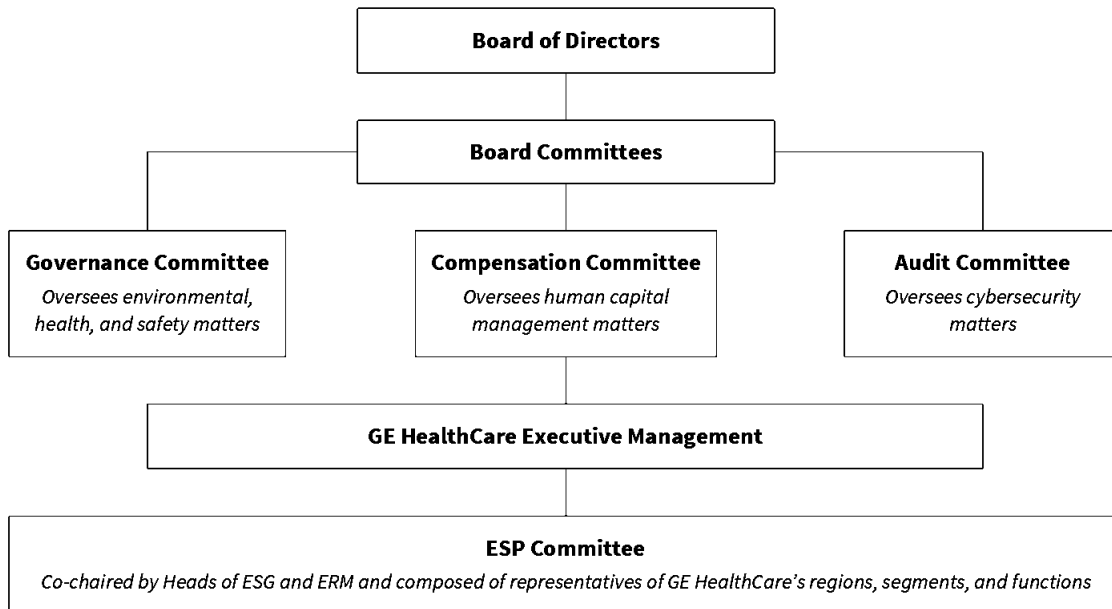 Board of Directors
Board Committees
Governance Committee
Oversees environmental,
health, and safety matters
Compensation Committee
Oversees human capital
management matters
Audit Committee
Oversees cybersecurity
matters
GE HealthCare Executive Management
ESP Committee
Co-chaired by Heads of ESG and ERM and composed of representatives of GE HealthCare’s regions, segments, and functions